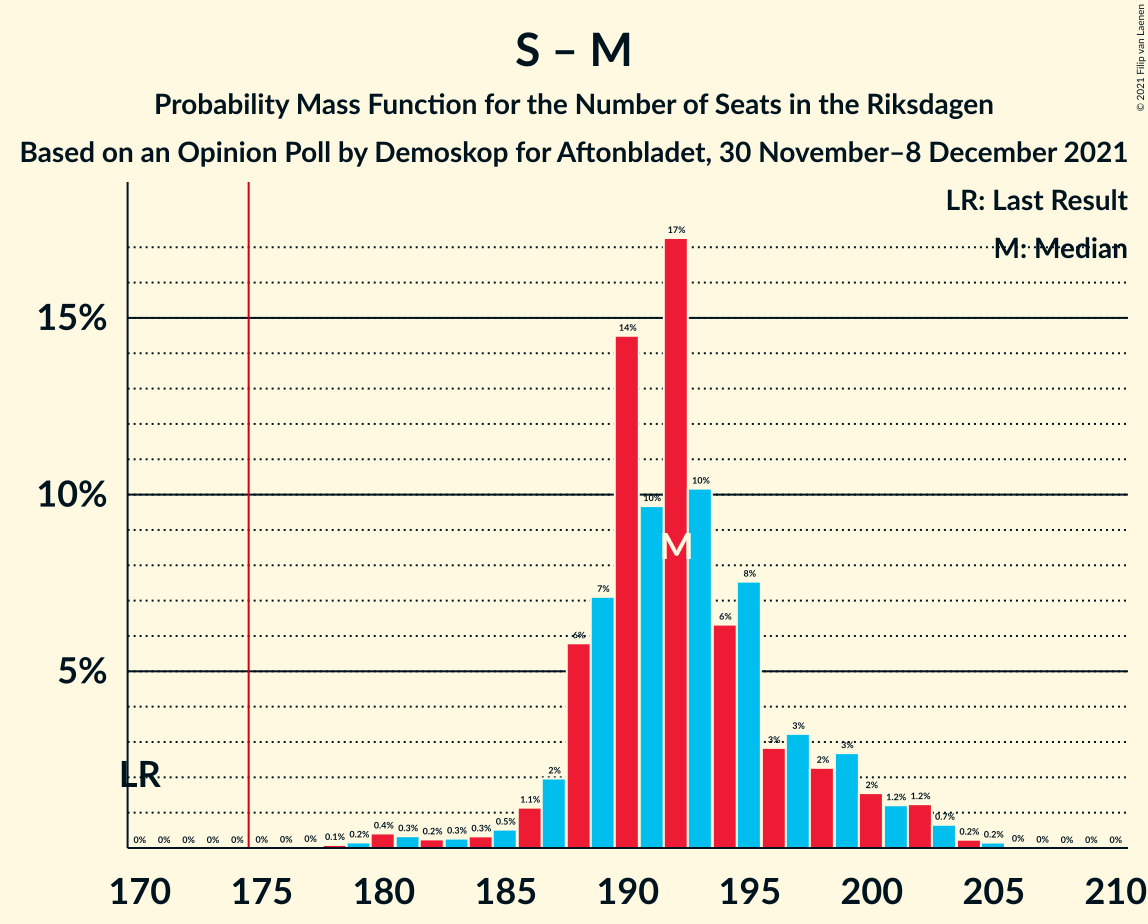 S – M
Probability Mass Function for the Number of Seats in the Riksdagen
Based on an Opinion Poll by Demoskop for Aftonbladet, 30 November–8 December 2021
© 2021 Filip van Laenen
LR: Last Result
M: Median
15%
10%
5%
LR
M
0% 0% 0% 0% 0% 0% 0% 0% 0.1% 0.2% 0.4% 0.3% 0.2% 0.3% 0.3% 0.5% 1.1% 2% 6% 7% 14% 10% 17% 10% 6% 8% 3% 3% 2% 3% 2% 1.2% 1.2% 0.7% 0.2% 0.2% 0% 0% 0% 0% 0%
170 175 180 185 190 195 200 205 210